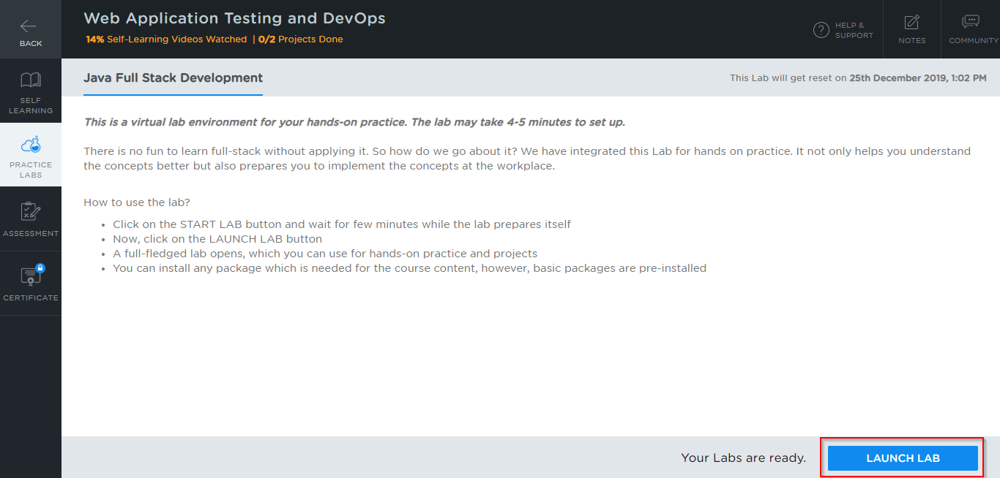 BACK
Web Application Testing and DevOps
14% Self-Learning Videos Watched | 0/2 Projects Done
HELP &
SUPPORT
NOTES
COMMUNITY
SELF
LEARNING
PRACTICE
LABS
ASSESSMENT
CERTIFICATE
Java Full Stack Development
This Lab will get reset on 25th December 2019, 1:02 PM
This is a virtual lab environment for your hands-on practice. The lab may take 4-5 minutes to set up.
There is no fun to learn full-stack without applying it. So how do we go about it? We have integrated this Lab for hands on practice. It not only helps you understand
the concepts better but also prepares you to implement the concepts at the workplace.
How to use the lab?
• Click on the START LAB button and wait for few minutes while the lab prepares itself
• Now, click on the LAUNCH LAB button
• A full-fledged lab opens, which you can use for hands-on practice and projects
• You can install any package which is needed for the course content, however, basic packages are pre-installed
Your Labs are ready.
LAUNCH LAB